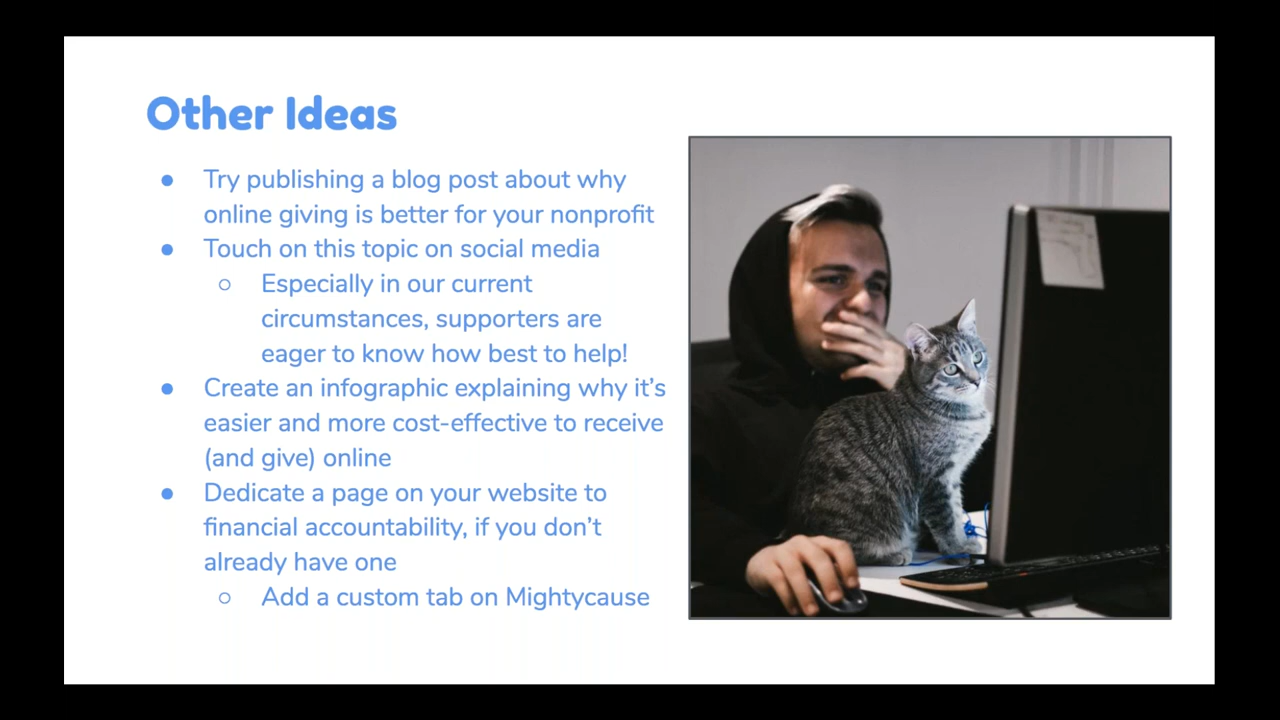 Other Ideas
● Try publishing a blog post about why
online giving is better for your nonprofit
● Touch on this topic on social media
○ Especially in our current
circumstances, supporters are
eager to know how best to help!
● Create an infographic explaining why it’s
easier and more cost-effective to receive
(and give) online
● Dedicate a page on your website to
financial accountability, if you don’t
already have one
○ Add a custom tab on Mightycause